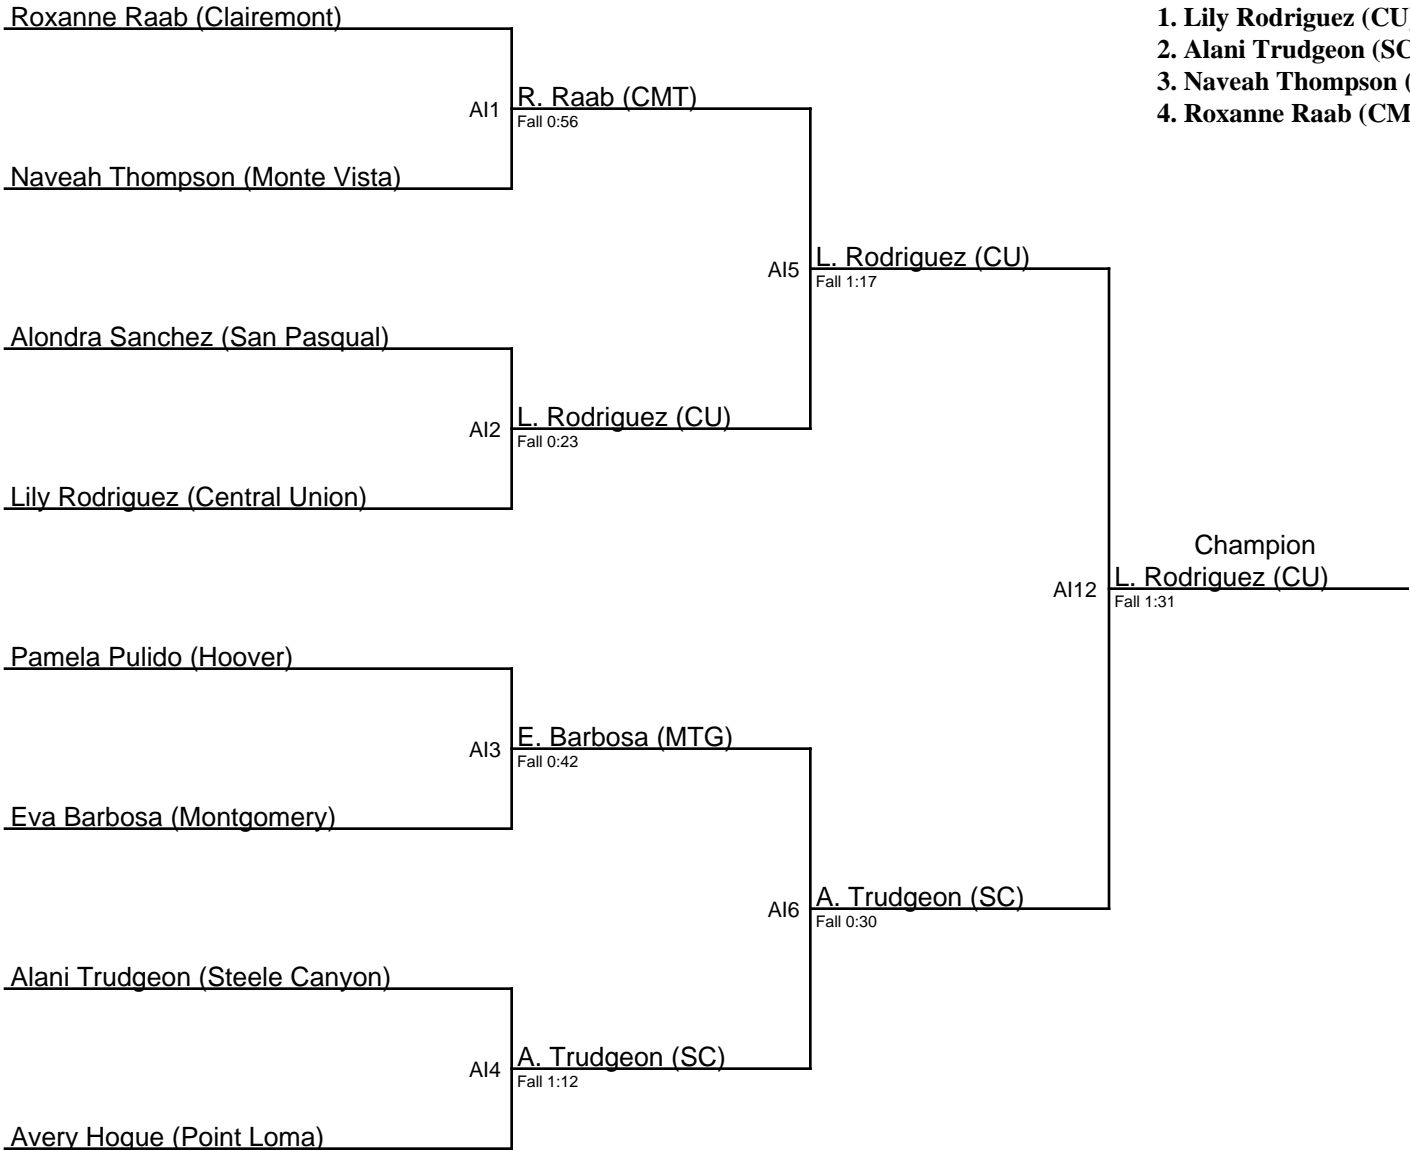 Roxanne Raab (Clairemont)
1. Lily Rodriguez (CU)
2. Alani Trudgeon (SC
3. Naveah Thompson (
4. Roxanne Raab (CM
R. Raab (CMT)
AI1
Fall 0:56
Naveah Thompson (Monte Vista)
L. Rodriguez (CU)
AI5
Fall 1:17
Alondra Sanchez (San Pasqual)
L. Rodriguez (CU)
AI2
Fall 0:23
Lily Rodriguez (Central Union)
Champion
L. Rodriguez (CU)
AI12
Fall 1:31
Pamela Pulido (Hoover)
E. Barbosa (MTG)
AI3
Fall 0:42
Eva Barbosa (Montgomery)
A. Trudgeon (SC)
AI6
Fall 0:30
Alani Trudgeon (Steele Canyon)
A. Trudgeon (SC)
AI4
Fall 1:12
Avery Hogue (Point Loma)